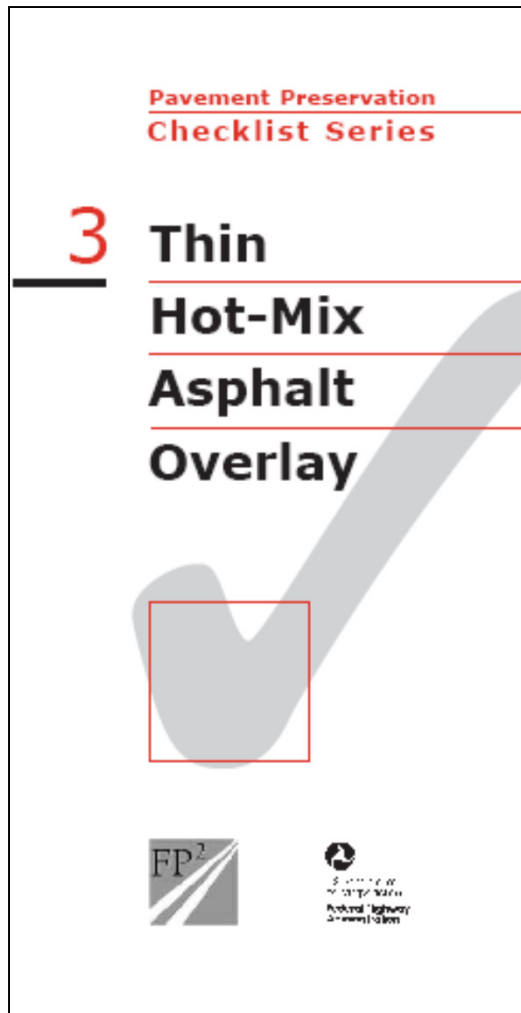 Pavement Preservation
Checklist Series
3
Thin
Hot-Mix
Asphalt
Overlay
FP2
Federal Highway
Administration